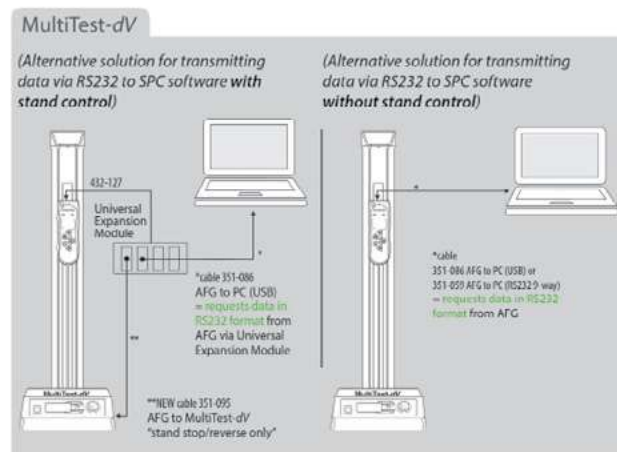 MultiTest-dV
(Alternative solution for transmitting
data via RS232 to SPC software with
stand control)
432-127
Universal
Expansion
Module
*
*cable 351-086
AFG to PC (USB)
= requests data in
RS232 format from
AFG via Universal
Expansion Module
**
**NEW cable 351-095
AFG to MultiTest-dV
"stand stop/reverse only"
MultiTest-dV
(Alternative solution for transmitting
data via RS232 to SPC software
without stand control)
*
*cable
351-086 AFG to PC (USB) or
351-059 AFG to PC (RS232 9-way)
= requests data in RS232
format from AFG
MultiTest-dV